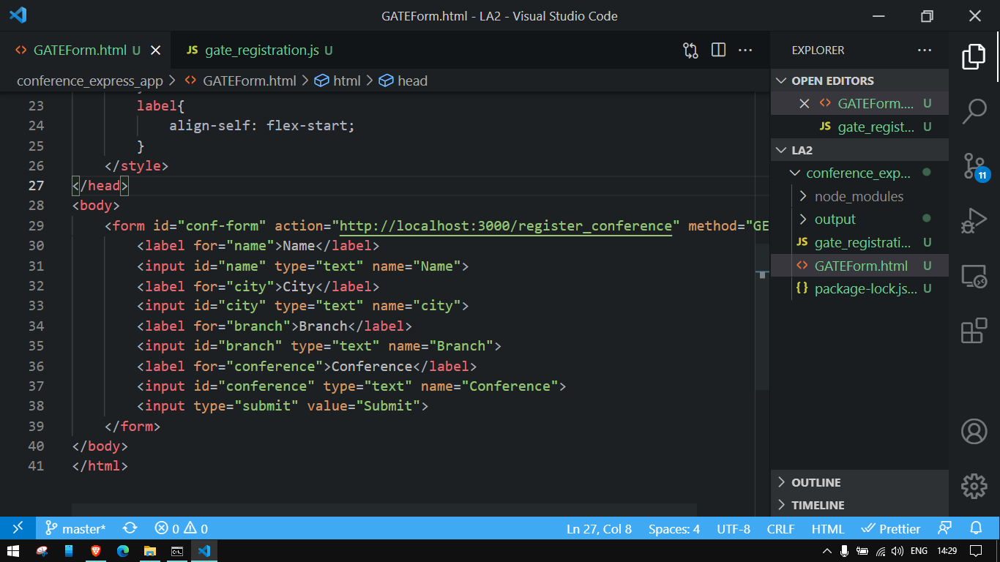 GATEForm.html - LA2 - Visual Studio Code
GATEForm.html U
JS gate_registration.js U
EXPLORER
conference_express_app > GATEForm.html > html > head
OPEN EDITORS
GATEForm.... U
JS gate_regist... U
LA2
conference_exp...
node_modules
output
JS gate_registrati... U
GATEForm.html U
{} package-lock.js... U
OUTLINE
TIMELINE
11
23 label{
24 align-self: flex-start;
25 }
26 </style>
27 </head>
28 <body>
29 <form id="conf-form" action="http://localhost:3000/register_conference" method="GE
30 <label for="name">Name</label>
31 <input id="name" type="text" name="Name">
32 <label for="city">City</label>
33 <input id="city" type="text" name="city">
34 <label for="branch">Branch</label>
35 <input id="branch" type="text" name="Branch">
36 <label for="conference">Conference</label>
37 <input id="conference" type="text" name="Conference">
38 <input type="submit" value="Submit">
39 </form>
40 </body>
41 </html>
master* 0 0 Ln 27, Col 8 Spaces: 4 UTF-8 CRLF HTML Prettier
ENG 14:29